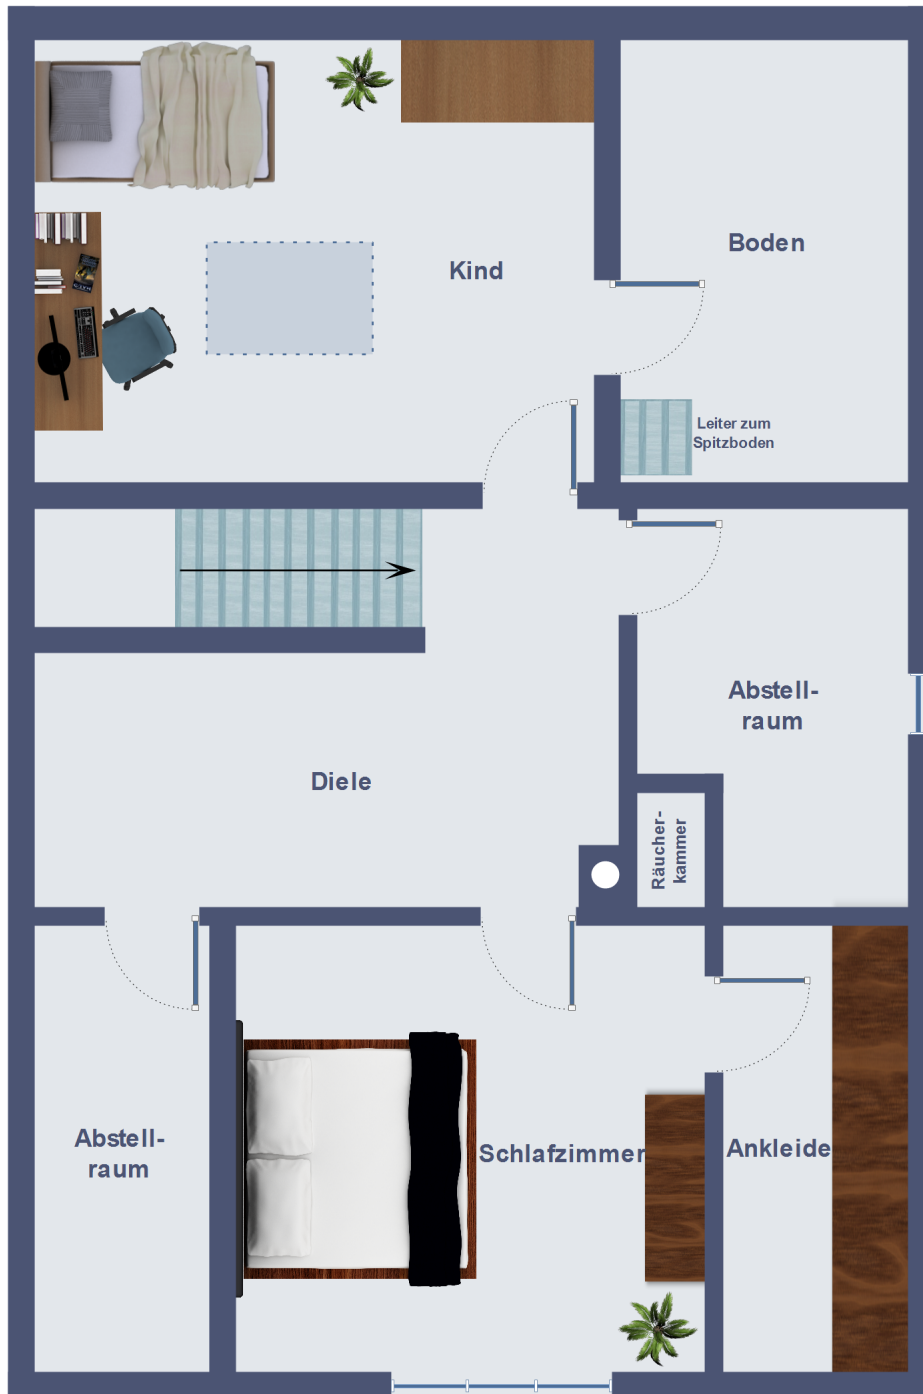 Boden
Kind
Leiter zum
Spitzboden
Abstell-
raum
Diele
Räucher-
kammer
Abstell-
raum
Schlafzimmer
Ankleide